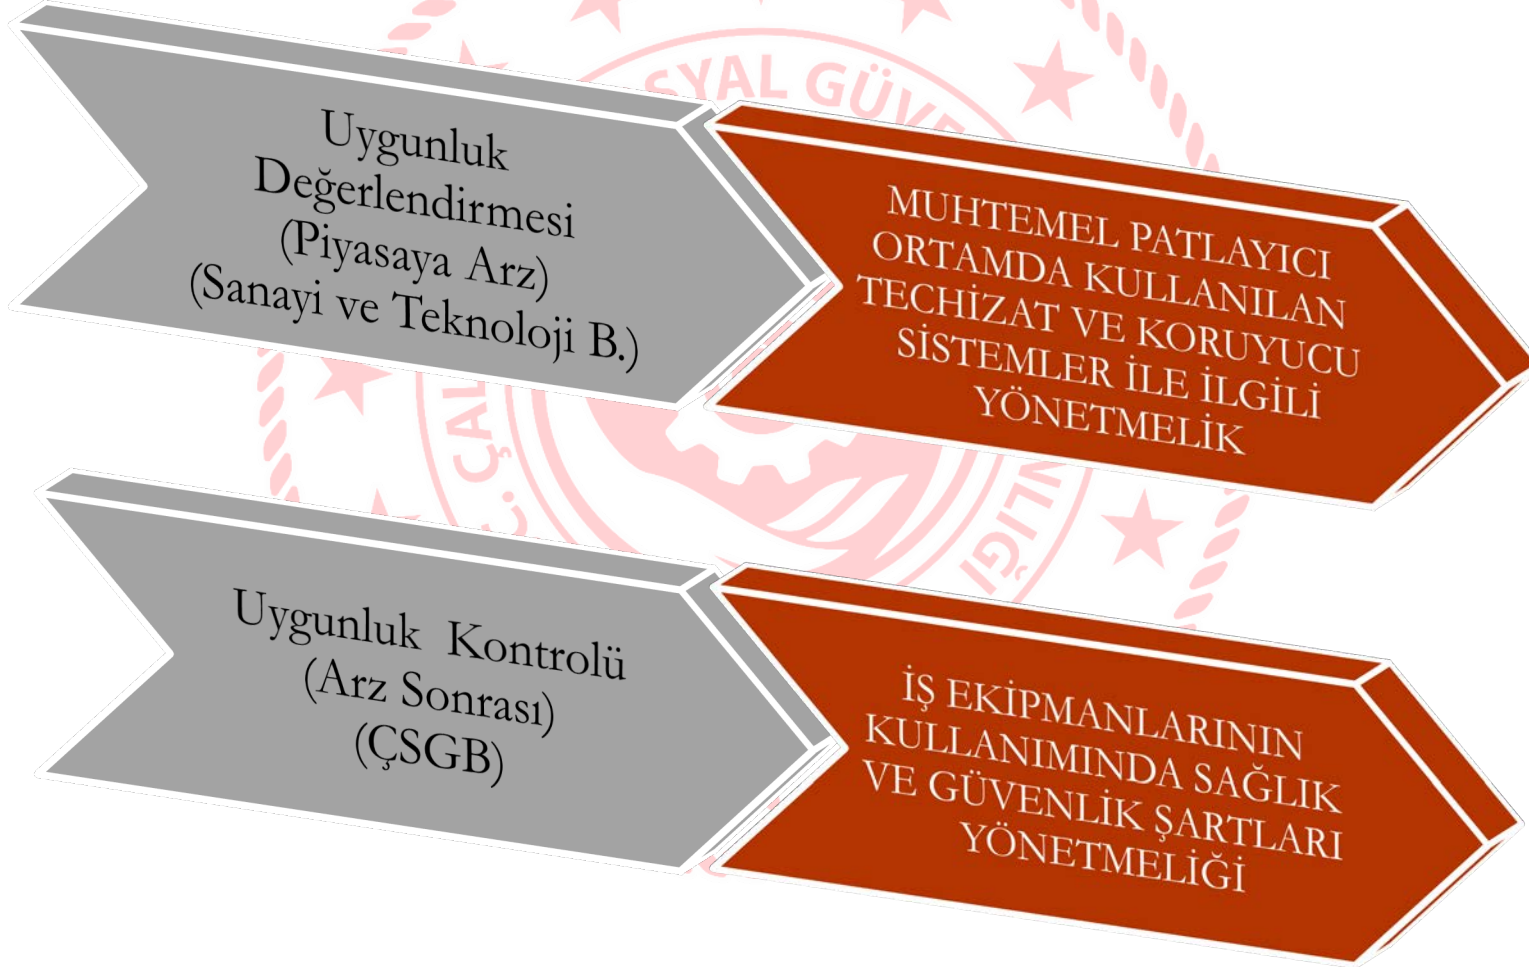 Uygunluk
Değerlendirmesi
(Piyasaya Arz)
(Sanayi ve Teknoloji B.)
MUHTEMEL PATLAYICI
ORTAMDA KULLANILAN
TECHİZAT VE KORUYUCU
SİSTEMLER İLE İLGİLİ
YÖNETMELİK
Uygunluk Kontrolü
(Arz Sonrası)
(ÇSGB)
İŞ EKİPMANLARININ
KULLANIMINDA SAĞLIK
VE GÜVENLİK ŞARTLARI
YÖNETMELİĞİ